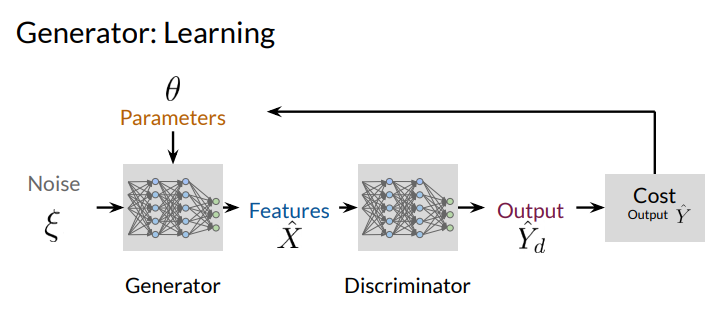 Generator: Learning
θ
Parameters
Noise
ξ
Features
X̂
Output
Ŷd
Cost
Output Ŷ
Generator
Discriminator